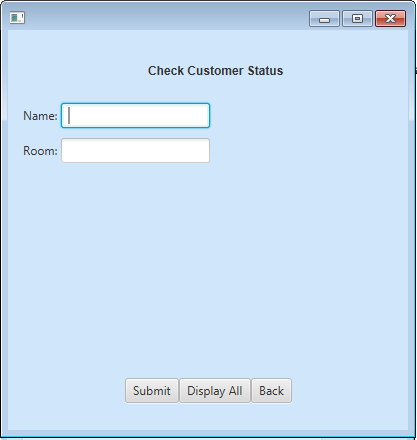 Check Customer Status
Name:
Room:
Submit Display All Back